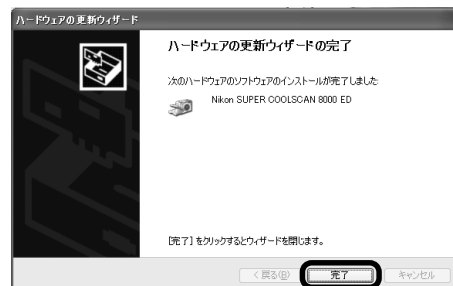 ハードウェアの更新ウィザード
ハードウェアの更新ウィザードの完了
次のハードウェアのソフトウェアのインストールが完了しました:
Nikon SUPER COOLSCAN 8000 ED
[完了] をクリックするとウィザードを閉じます。
< 戻る(B)
完了
キャンセル